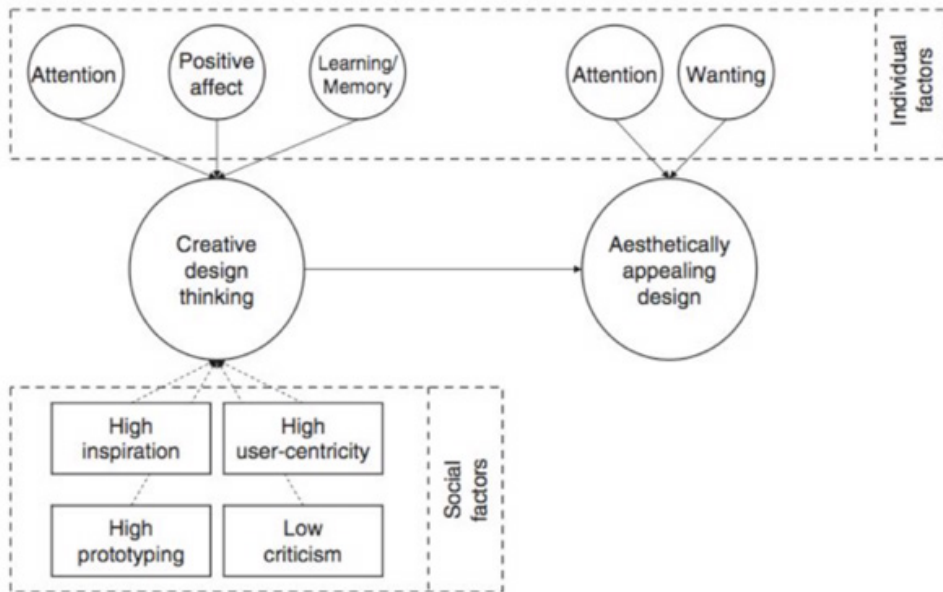 Attention
Positive
affect
Learning/
Memory
Attention
Wanting
Individual
factors
Creative
design
thinking
Aesthetically
appealing
design
High
inspiration
High
user-centricity
High
prototyping
Low
criticism
Social
factors